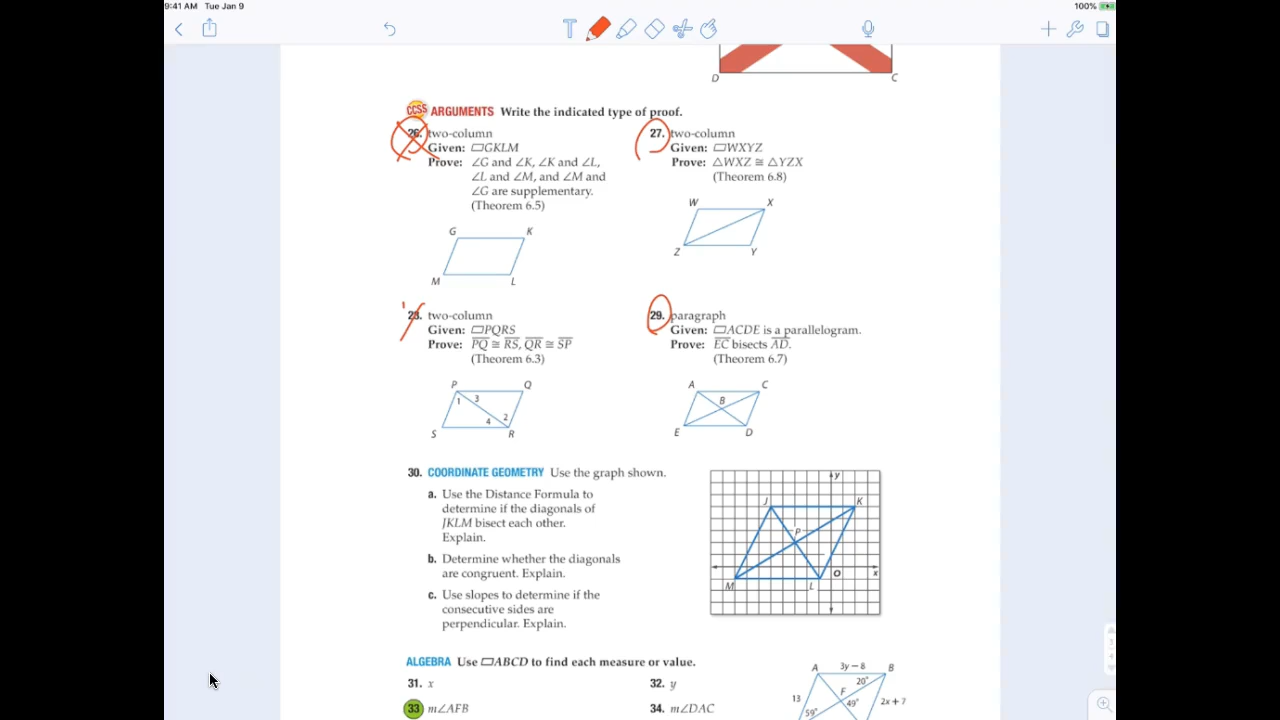 9:41 AM Tue Jan 9
100%
D
C
CCSS ARGUMENTS Write the indicated type of proof.
26. two-column
Given: ▱GKLM
Prove: ∠G and ∠K, ∠K and ∠L,
∠L and ∠M, and ∠M and
∠G are supplementary.
(Theorem 6.5)
G
K
M
L
27. two-column
Given: ▱WXYZ
Prove: △WXZ ≅ △YZX
(Theorem 6.8)
W
X
Z
Y
28. two-column
Given: ▱PQRS
Prove: PQ ≅ RS, QR ≅ SP
(Theorem 6.3)
P
Q
1 3
4 2
S
R
29. paragraph
Given: ▱ACDE is a parallelogram.
Prove: EC bisects AD.
(Theorem 6.7)
A
C
B
E
D
30. COORDINATE GEOMETRY Use the graph shown.
a. Use the Distance Formula to
determine if the diagonals of
JKLM bisect each other.
Explain.
b. Determine whether the diagonals
are congruent. Explain.
c. Use slopes to determine if the
consecutive sides are
perpendicular. Explain.
y
J
K
P
O
x
M
L
ALGEBRA Use ▱ABCD to find each measure or value.
31. x
32. y
33 m∠AFB
34. m∠DAC
A
3y − 8
B
20°
F
13
49°
2x + 7
59°